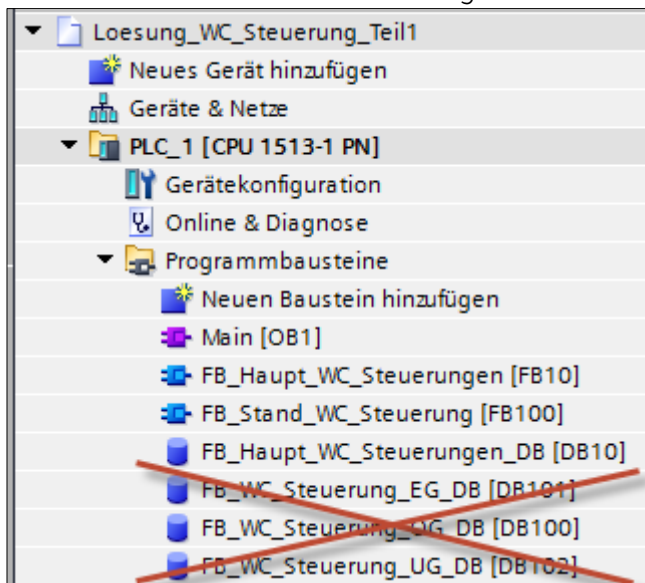 Loesung_WC_Steuerung_Teil1
Neues Gerät hinzufügen
Geräte & Netze
PLC_1 [CPU 1513-1 PN]
Gerätekonfiguration
Online & Diagnose
Programmbausteine
Neuen Baustein hinzufügen
Main [OB1]
FB_Haupt_WC_Steuerungen [FB10]
FB_Stand_WC_Steuerung [FB100]
FB_Haupt_WC_Steuerungen_DB [DB10]
FB_WC_Steuerung_EG_DB [DB101]
FB_WC_Steuerung_OG_DB [DB100]
FB_WC_Steuerung_UG_DB [DB102]